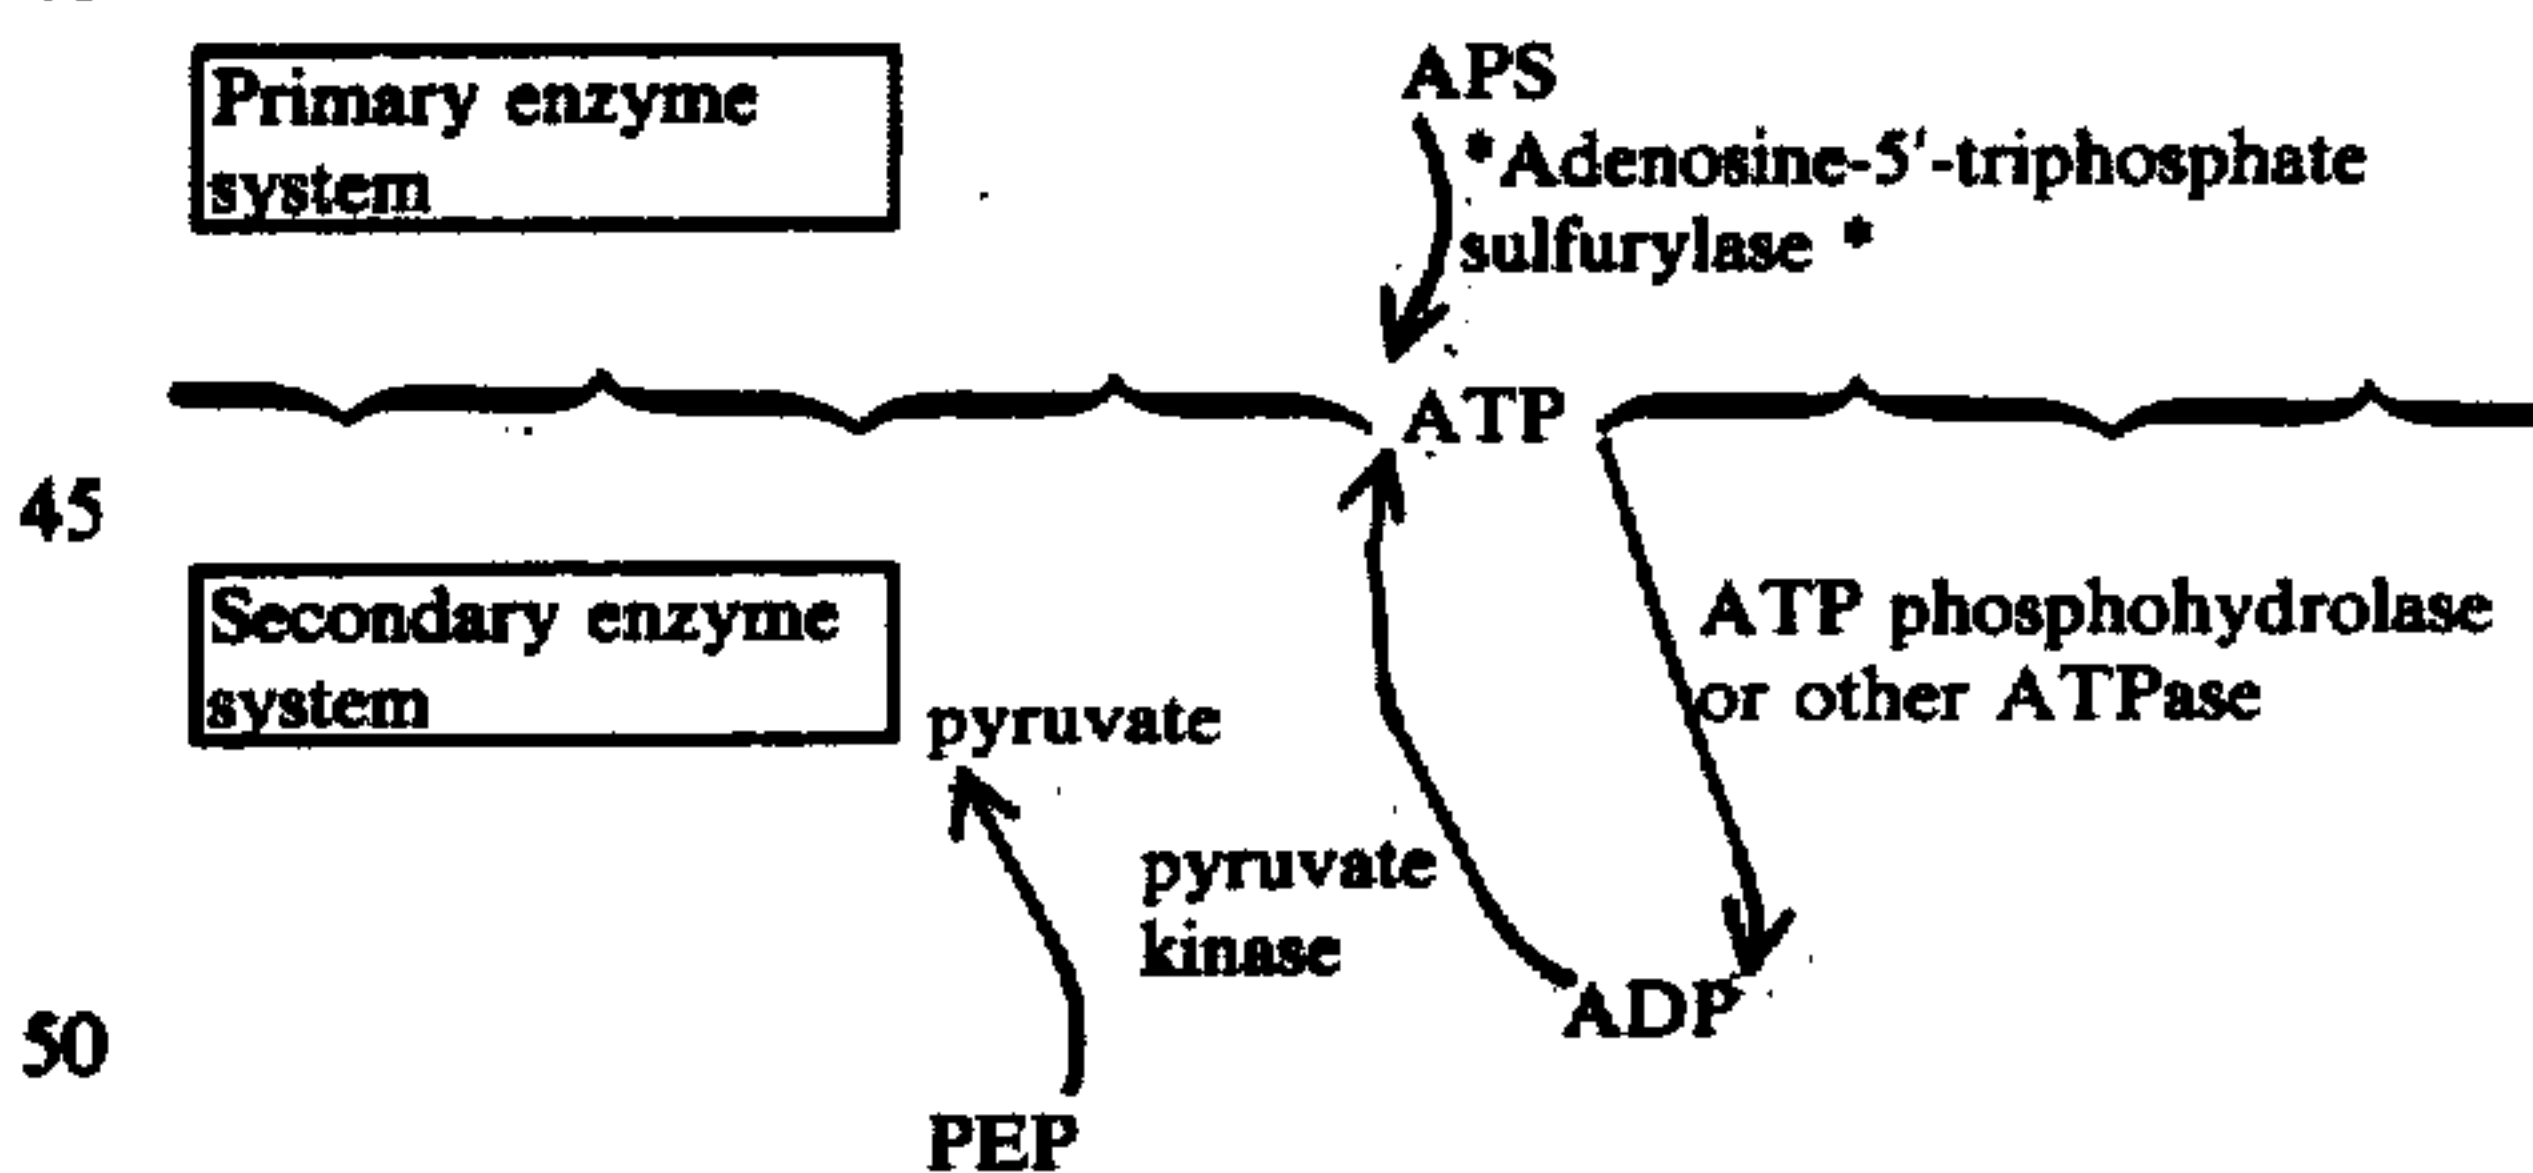 Primary enzyme
system
APS
*Adenosine-5'-triphosphate
sulfurylase *
ATP
45
Secondary enzyme
system
ATP phosphohydrolase
or other ATPase
pyruvate
pyruvate
kinase
ADP
50
PEP